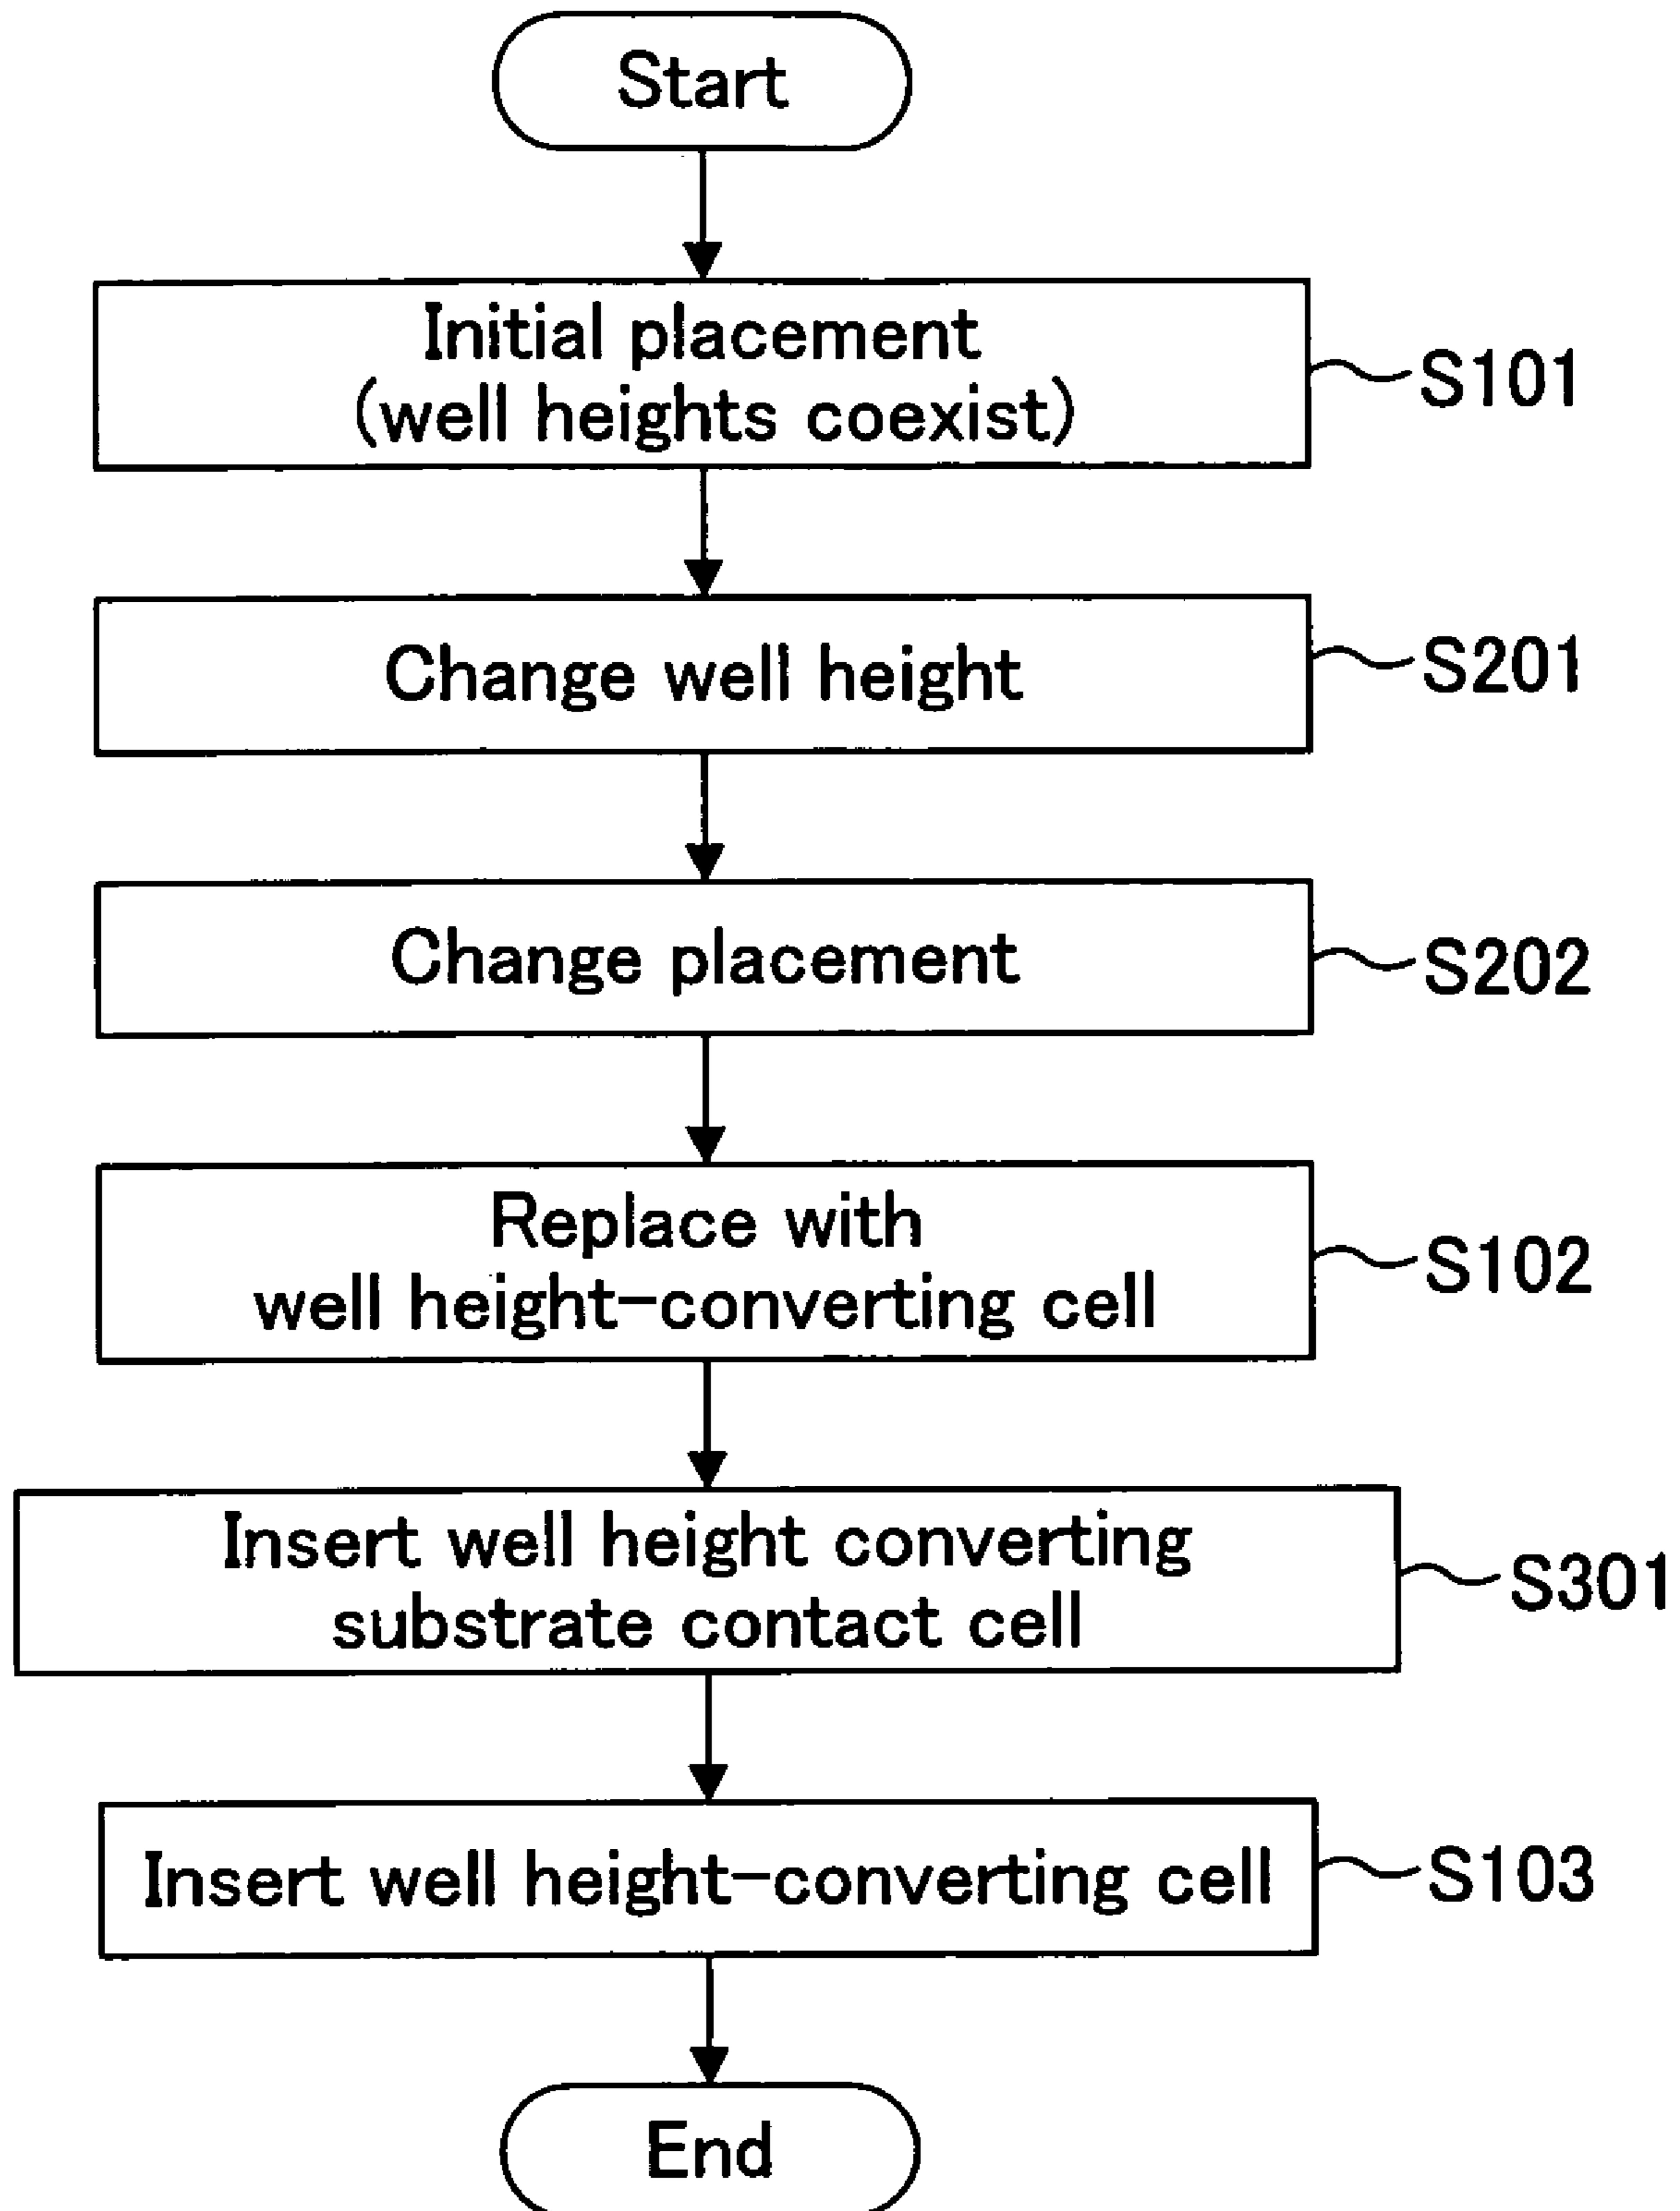 Start
Initial placement
(well heights coexist)
S101
Change well height
S201
Change placement
S202
Replace with
well height-converting cell
S102
Insert well height converting
substrate contact cell
S301
Insert well height-converting cell
S103
End